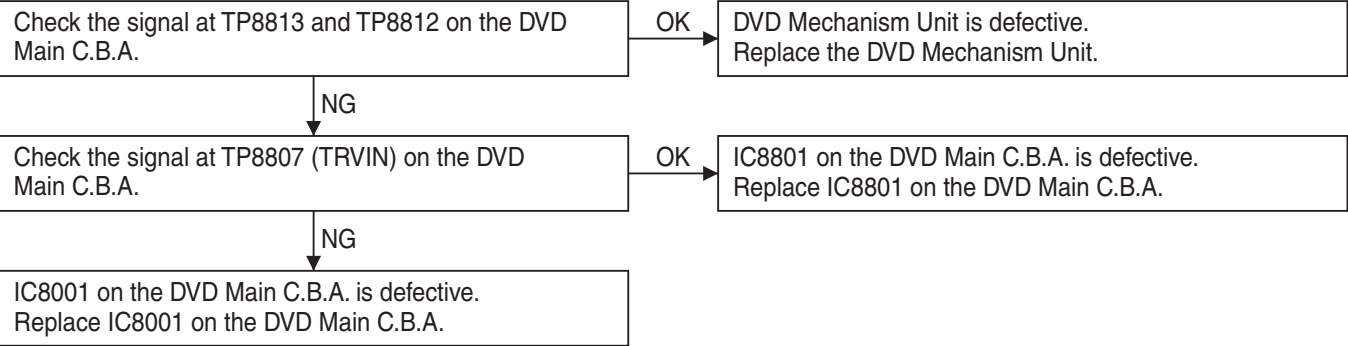 Check the signal at TP8813 and TP8812 on the DVD
Main C.B.A.
OK
DVD Mechanism Unit is defective.
Replace the DVD Mechanism Unit.
NG
Check the signal at TP8807 (TRVIN) on the DVD
Main C.B.A.
OK
IC8801 on the DVD Main C.B.A. is defective.
Replace IC8801 on the DVD Main C.B.A.
NG
IC8001 on the DVD Main C.B.A. is defective.
Replace IC8001 on the DVD Main C.B.A.